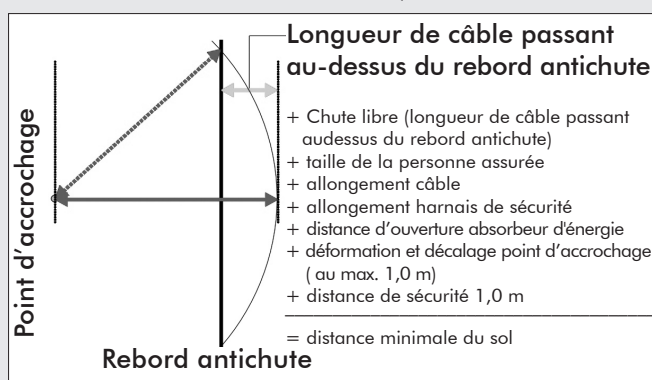 Longueur de câble passant
au-dessus du rebord antichute
+ Chute libre (longueur de câble passant
audessus du rebord antichute)
+ taille de la personne assurée
+ allongement câble
+ allongement harnais de sécurité
+ distance d'ouverture absorbeur d'énergie
+ déformation et décalage point d'accrochage
( au max. 1,0 m)
+ distance de sécurité 1,0 m
= distance minimale du sol
Point d'accrochage
Rebord antichute